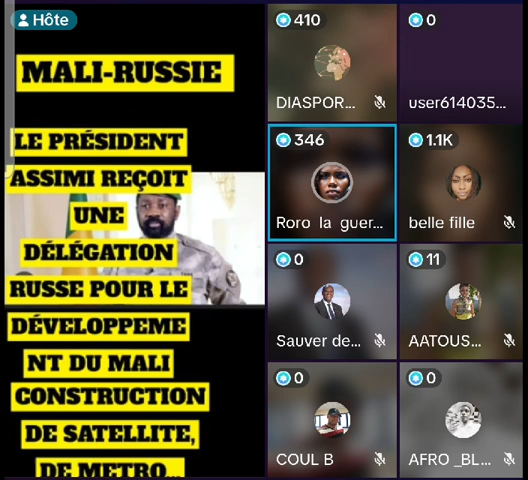 Hôte
MALI-RUSSIE
LE PRÉSIDENT
ASSIMI REÇOIT
UNE
DÉLÉGATION
RUSSE POUR LE
DÉVELOPPEME
NT DU MALI
CONSTRUCTION
DE SATELLITE,
DE METRO...
410
DIASPOR...
0
user614035...
346
Roro la guer...
1.1K
belle fille
0
Sauver de...
11
AATOUS...
0
COUL B
0
AFRO _BL...